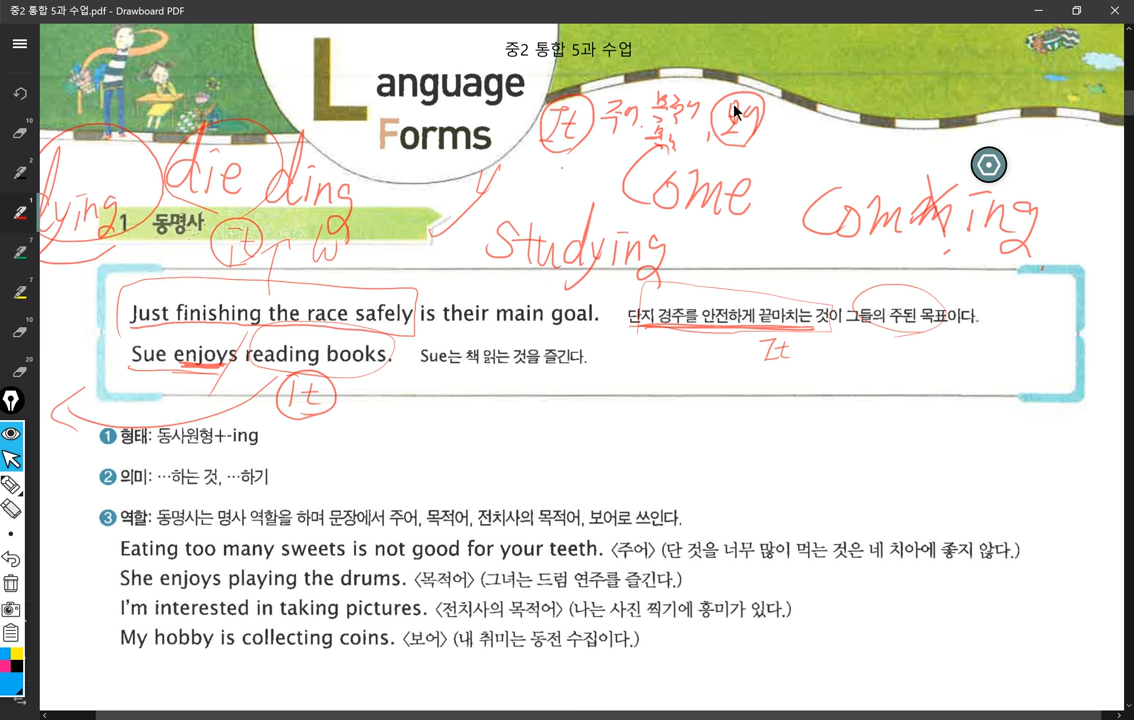 중2 통합 5과 수업.pdf - Drawboard PDF
중2 통합 5과 수업
Language
Forms
It 주어
Come
Com ing
die ding
lying
it
Studying
1 동명사
Just finishing the race safely is their main goal. 단지 경주를 안전하게 끝마치는 것이 그들의 주된 목표이다.
It
Sue enjoys reading books. Sue는 책 읽는 것을 즐긴다.
It
1 형태: 동사원형+-ing
2 의미: …하는 것, …하기
3 역할: 동명사는 명사 역할을 하며 문장에서 주어, 목적어, 전치사의 목적어, 보어로 쓰인다.
Eating too many sweets is not good for your teeth. 〈주어〉 (단 것을 너무 많이 먹는 것은 네 치아에 좋지 않다.)
She enjoys playing the drums. 〈목적어〉 (그녀는 드럼 연주를 즐긴다.)
I'm interested in taking pictures. 〈전치사의 목적어〉 (나는 사진 찍기에 흥미가 있다.)
My hobby is collecting coins. 〈보어〉 (내 취미는 동전 수집이다.)
10
2
1
7
7
10
20